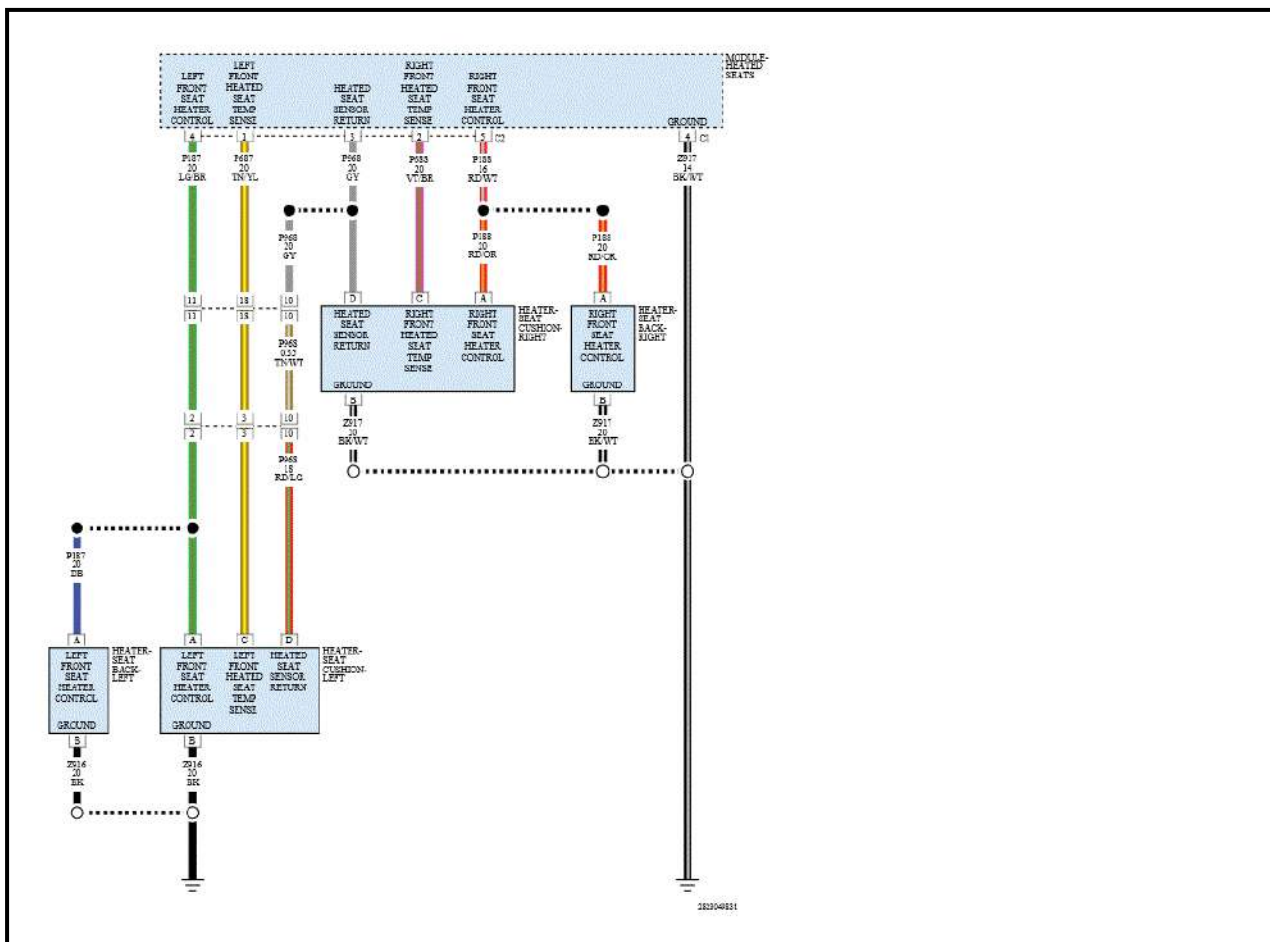 MODULE-
HEATED
SEATS
LEFT
FRONT
SEAT
HEATER
CONTROL
LEFT
FRONT
HEATED
SEAT
TEMP
SENSE
HEATED
SEAT
SENSOR
RETURN
RIGHT
FRONT
HEATED
SEAT
TEMP
SENSE
RIGHT
FRONT
SEAT
HEATER
CONTROL
GROUND
4
1
3
2
5
C2
4
C1
P187
20
LG/BR
P687
20
TN/YL
P968
20
GY
P688
20
VT/BR
P188
16
RD/WT
Z917
14
BK/WT
P968
20
GY
P188
20
RD/OR
P188
20
RD/OR
11
18
10
11
18
10
D
C
A
A
HEATED
SEAT
SENSOR
RETURN
RIGHT
FRONT
HEATED
SEAT
TEMP
SENSE
RIGHT
FRONT
SEAT
HEATER
CONTROL
GROUND
HEATER-
SEAT
CUSHION-
RIGHT
RIGHT
FRONT
SEAT
HEATER
CONTROL
GROUND
HEATER-
SEAT
BACK-
RIGHT
P968
0.35
TN/WT
B
B
Z917
20
BK/WT
Z917
20
BK/WT
2
3
10
2
3
10
P968
18
RD/LG
P187
20
DB
A
A
C
D
LEFT
FRONT
SEAT
HEATER
CONTROL
GROUND
HEATER-
SEAT
BACK-
LEFT
LEFT
FRONT
SEAT
HEATER
CONTROL
LEFT
FRONT
HEATED
SEAT
TEMP
SENSE
HEATED
SEAT
SENSOR
RETURN
GROUND
HEATER-
SEAT
CUSHION-
LEFT
B
B
Z916
20
BK
Z916
20
BK